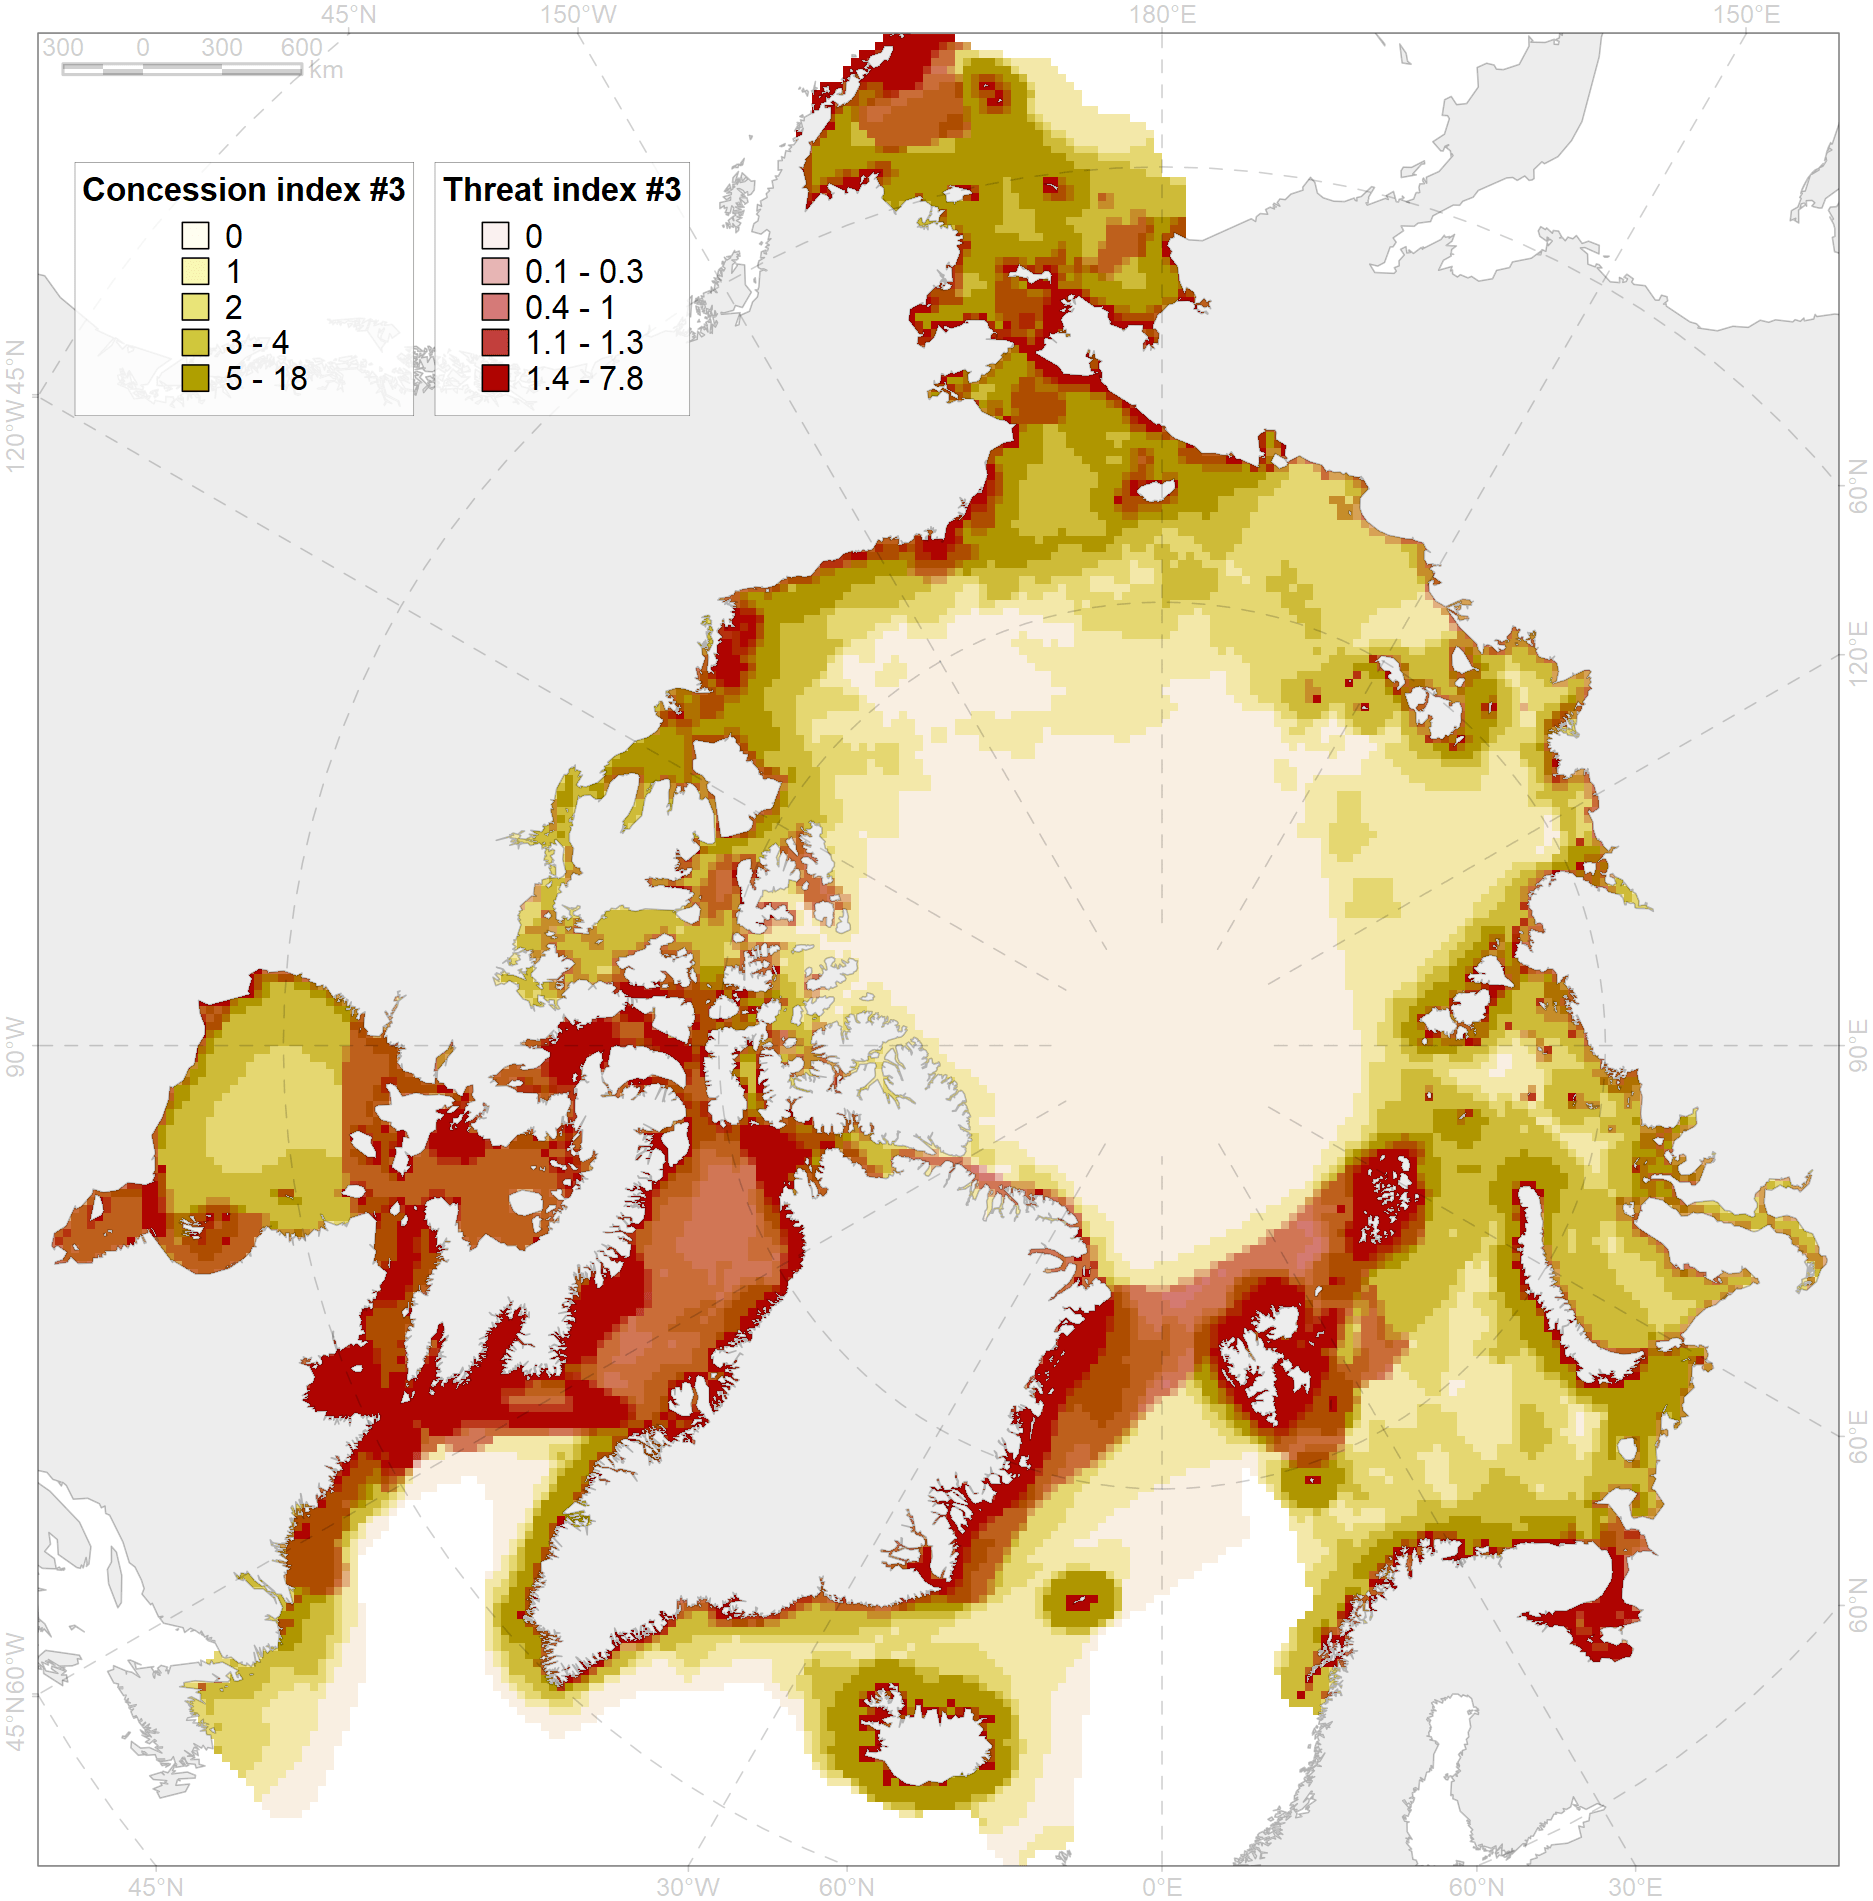 45°N 150°W 180°E 150°E
300 0 300 600 km
Concession index #3
0
1
2
3 - 4
5 - 18
Threat index #3
0
0.1 - 0.3
0.4 - 1
1.1 - 1.3
1.4 - 7.8
45°N
120°W
90°W
60°W
45°N
60°N
120°E
90°E
60°E
60°N
45°N 30°W 60°N 0°E 60°N 30°E